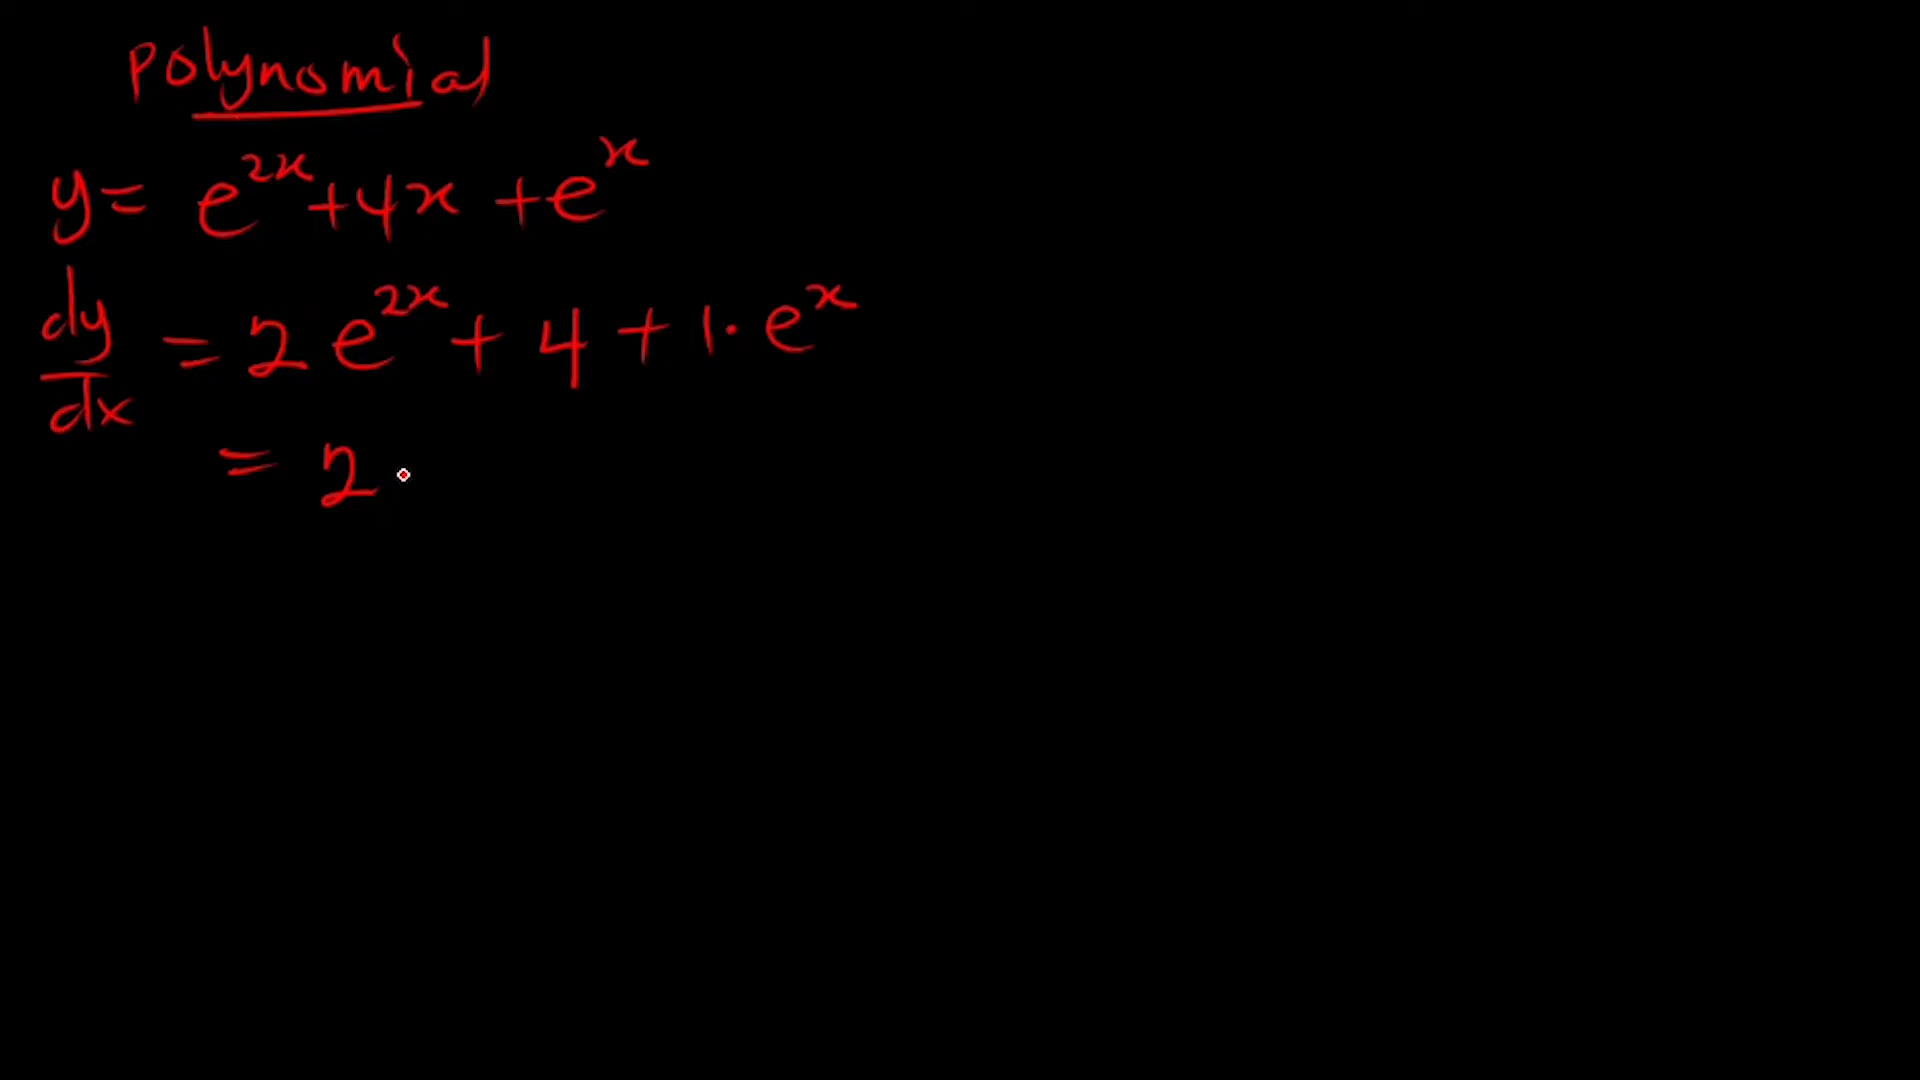 Polynomial
y = e^{2x} + 4x + e^{x}
dy/dx = 2e^{2x} + 4 + 1·e^{x}
= 2